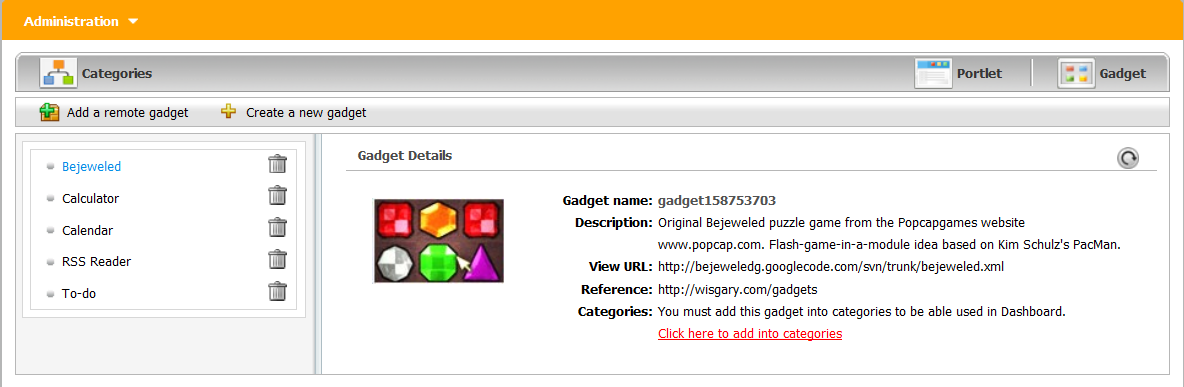 Administration
Categories
Portlet
Gadget
Add a remote gadget
Create a new gadget
Bejeweled
Calculator
Calendar
RSS Reader
To-do
Gadget Details
Gadget name: gadget158753703
Description: Original Bejeweled puzzle game from the Popcapgames website
www.popcap.com. Flash-game-in-a-module idea based on Kim Schulz's PacMan.
View URL: http://bejeweledg.googlecode.com/svn/trunk/bejeweled.xml
Reference: http://wisgary.com/gadgets
Categories: You must add this gadget into categories to be able used in Dashboard.
Click here to add into categories